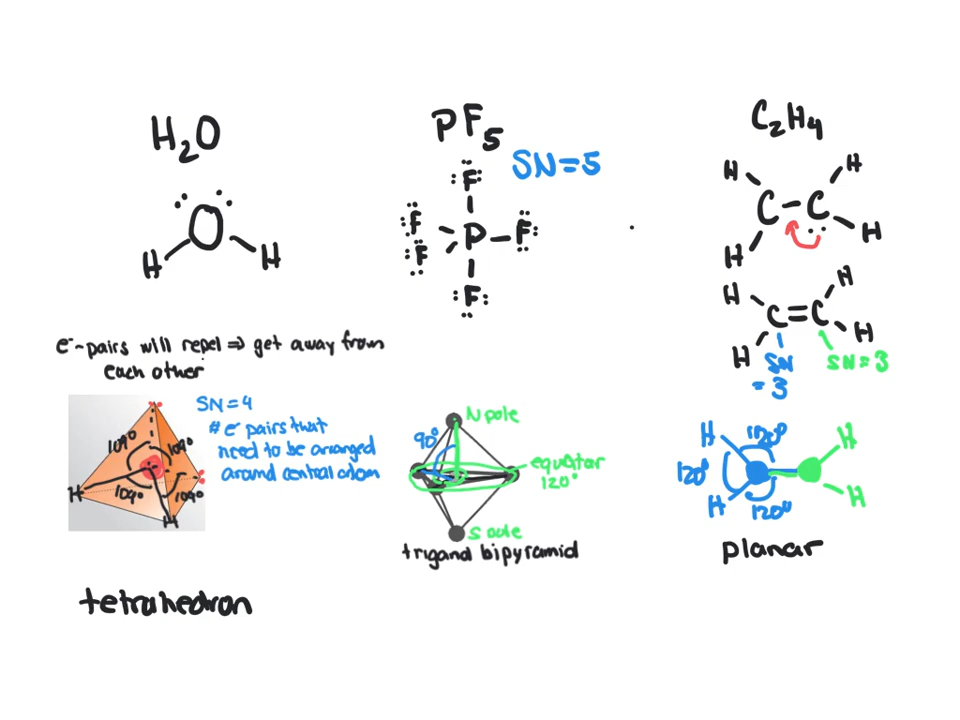 H₂O
O
H
H
e⁻-pairs will repel ⇒ get away from
each other
SN=4
# e⁻ pairs that
need to be arranged
around central atom
109°
109°
109°
109°
H
H
tetrahedron
PF₅
SN=5
F
F
F
P
F
F
N pole
90°
equator
120°
S pole
trigonal bipyramid
C₂H₄
H
H
C-C
H
H
H
H
C=C
H
H
SN
=3
SN=3
H
120°
H
120°
H
120°
H
planar